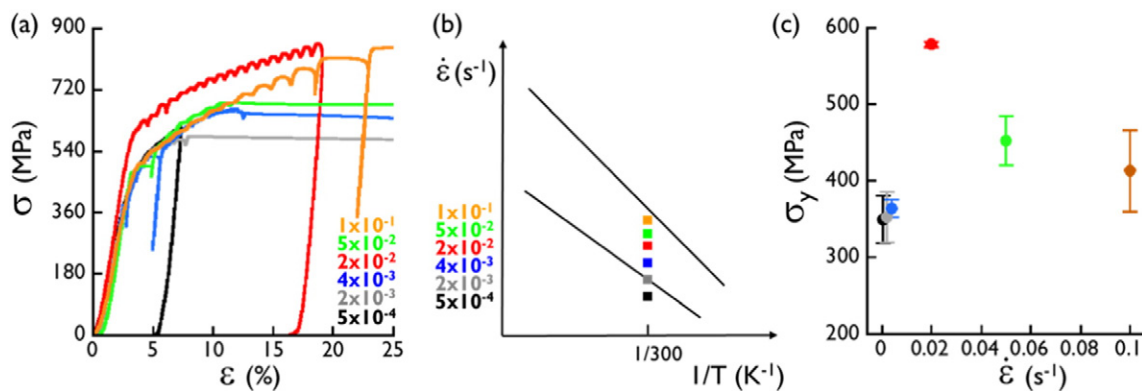 (a)
900
720
540
360
180
0
σ (MPa)
0 5 10 15 20 25
ε (%)
1x10⁻¹
5x10⁻²
2x10⁻²
4x10⁻³
2x10⁻³
5x10⁻⁴
(b)
ε̇ (s⁻¹)
1x10⁻¹
5x10⁻²
2x10⁻²
4x10⁻³
2x10⁻³
5x10⁻⁴
1/300
1/T (K⁻¹)
(c)
600
500
400
300
200
σy (MPa)
0 0.02 0.04 0.06 0.08 0.1
ε̇ (s⁻¹)